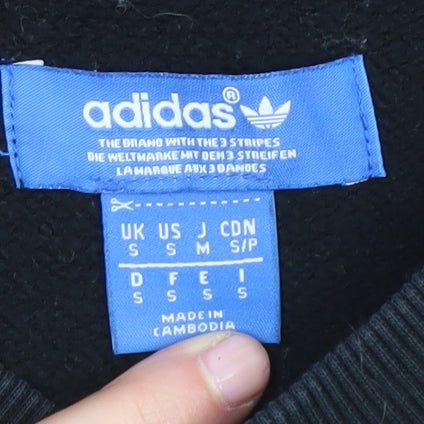 adidas®
THE BRAND WITH THE 3 STRIPES
DIE WELTMARKE MIT DEN 3 STREIFEN
LA MARQUE AUX 3 BANDES
UK US J CDN
S S M S/P
D F E I
S S S S
MADE IN
CAMBODIA